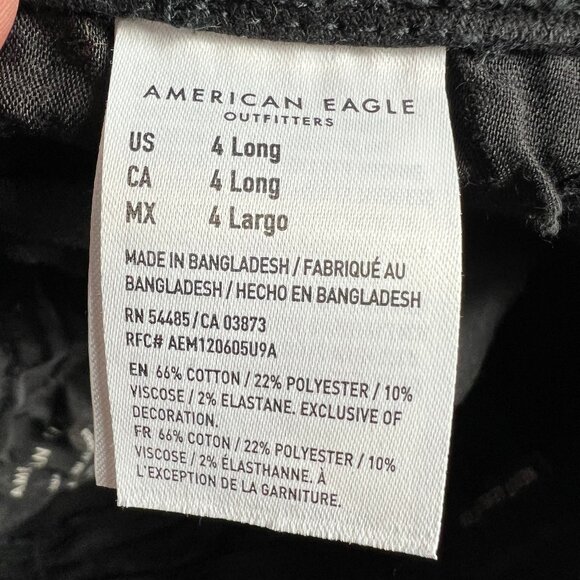 AMERICAN EAGLE
OUTFITTERS
US 4 Long
CA 4 Long
MX 4 Largo
MADE IN BANGLADESH / FABRIQUÉ AU
BANGLADESH / HECHO EN BANGLADESH
RN 54485 / CA 03873
RFC# AEM120605U9A
EN 66% COTTON / 22% POLYESTER / 10%
VISCOSE / 2% ELASTANE. EXCLUSIVE OF
DECORATION.
FR 66% COTON / 22% POLYESTER / 10%
VISCOSE / 2% ÉLASTHANNE. À
L'EXCEPTION DE LA GARNITURE.